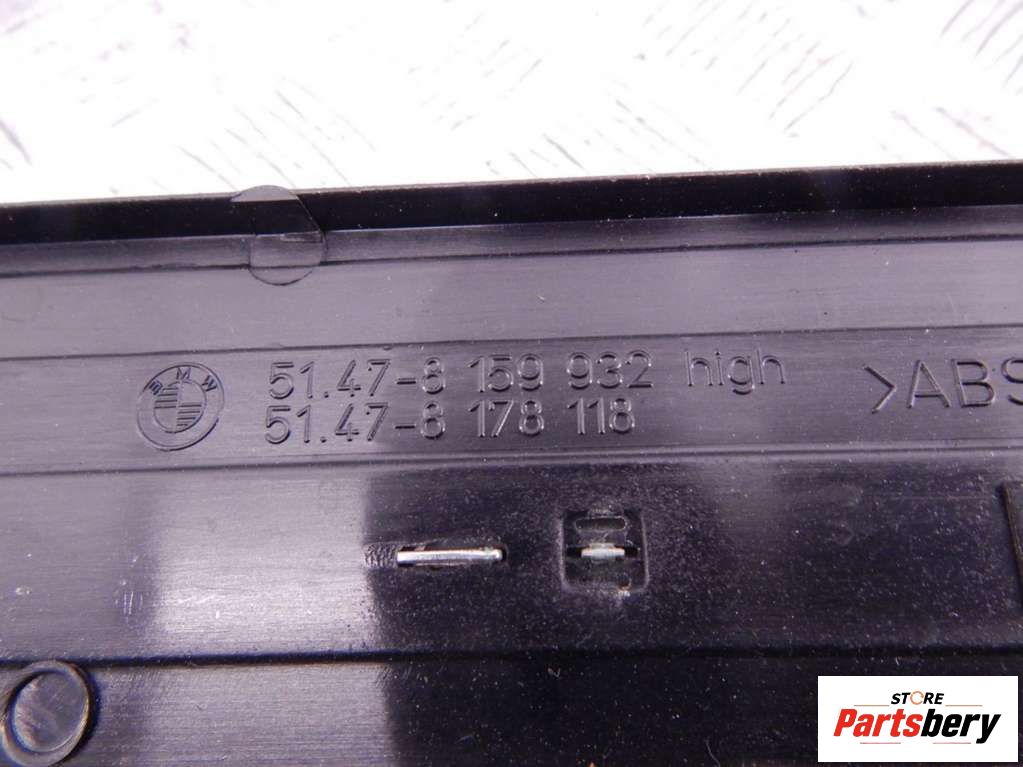 BMW
51.47-8 159 932 high
51.47-8 178 118
>ABS
STORE
Partsbery